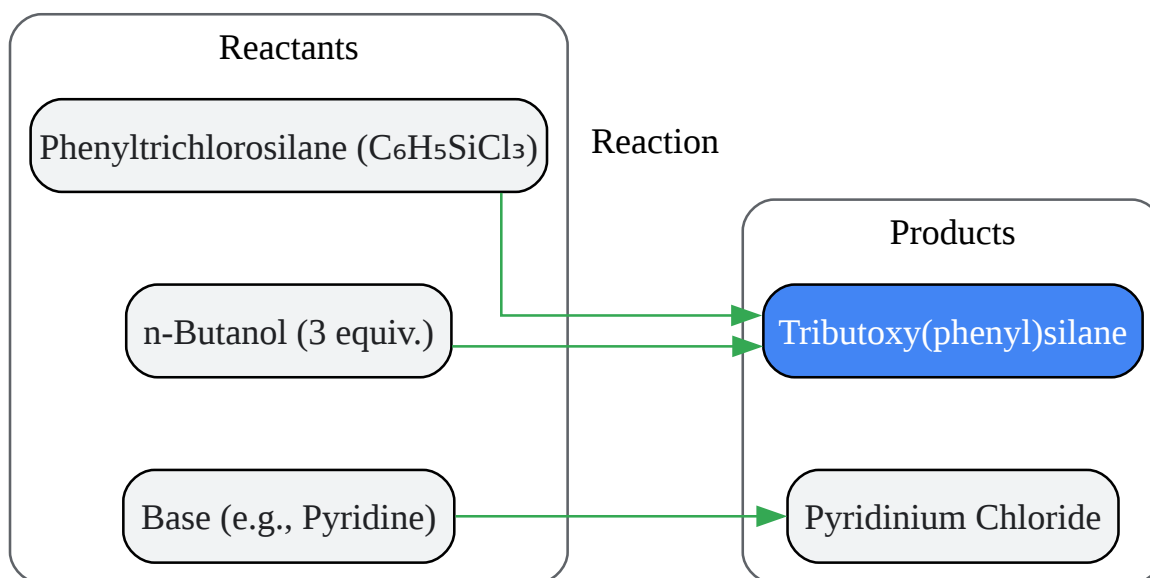 Reactants
Phenyltrichlorosilane (C₆H₅SiCl₃)
Reaction
n-Butanol (3 equiv.)
Base (e.g., Pyridine)
Products
Tributoxy(phenyl)silane
Pyridinium Chloride